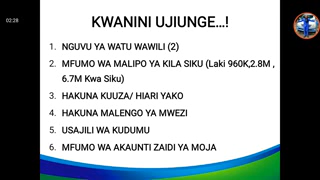 02:28
KWANINI UJIUNGE...!
1. NGUVU YA WATU WAWILI (2)
2. MFUMO WA MALIPO YA KILA SIKU (Laki 960K,2.8M ,
6.7M Kwa Siku)
3. HAKUNA KUUZA/ HIARI YAKO
4. HAKUNA MALENGO YA MWEZI
5. USAJILI WA KUDUMU
6. MFUMO WA AKAUNTI ZAIDI YA MOJA